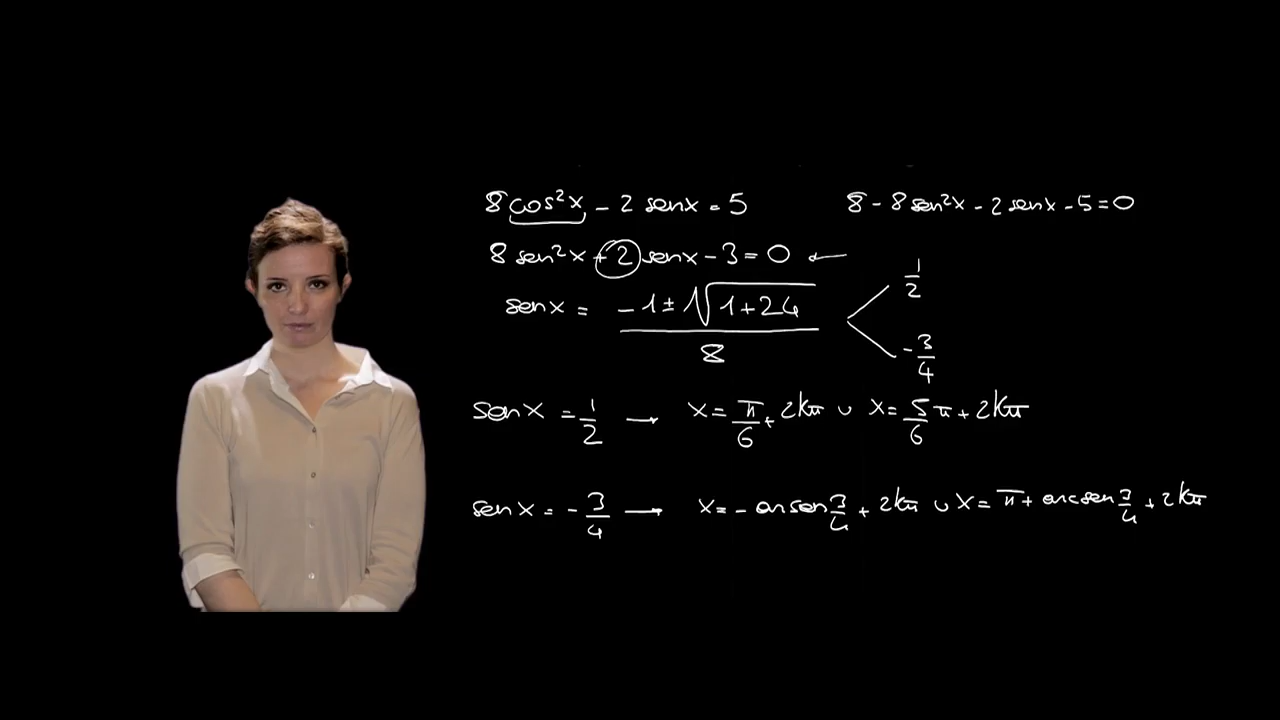 8cos²x - 2 senx = 5 8 - 8sen²x - 2 senx - 5 = 0
8 sen²x + 2 senx - 3 = 0 ←
senx = (-1 ± √(1+24)) / 8 < 1/2 -3/4
senx = 1/2 → x = π/6 + 2kπ ∪ x = 5/6 π + 2kπ
senx = -3/4 → x = - arsen 3/4 + 2kπ ∪ x = π + arcsen 3/4 + 2kπ